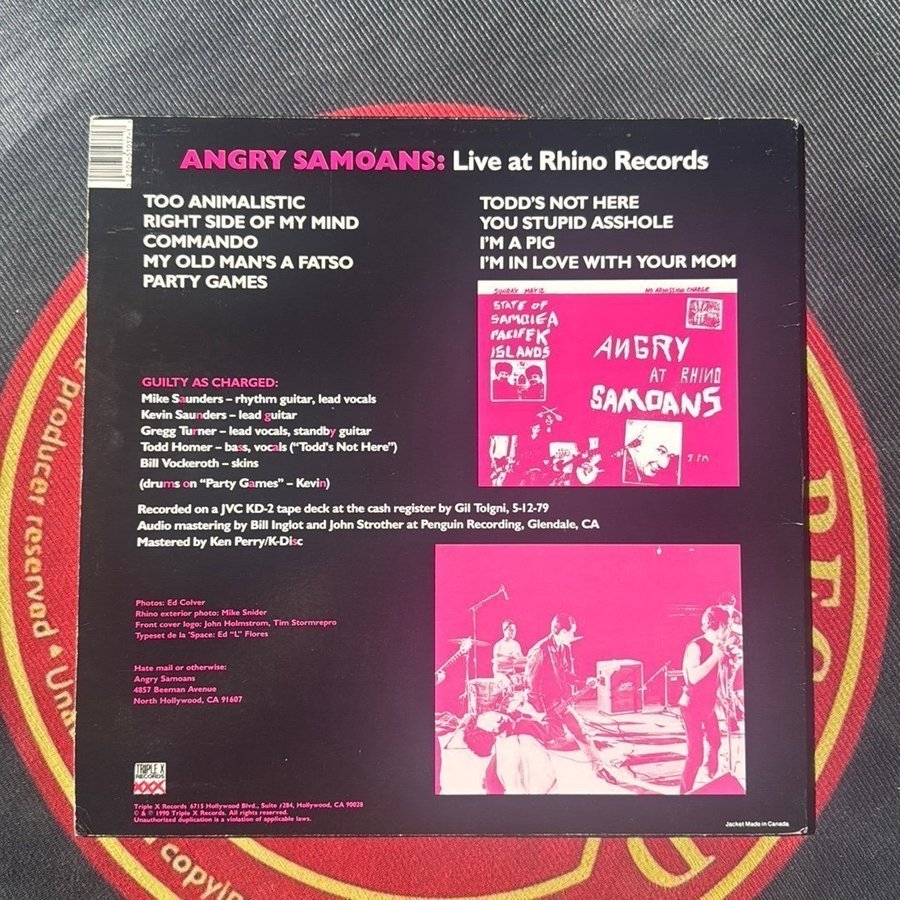 ANGRY SAMOANS: Live at Rhino Records
TOO ANIMALISTIC
RIGHT SIDE OF MY MIND
COMMANDO
MY OLD MAN'S A FATSO
PARTY GAMES
TODD'S NOT HERE
YOU STUPID ASSHOLE
I'M A PIG
I'M IN LOVE WITH YOUR MOM
SUNDAY MAY 12
NO ADMISSION CHARGE
STATE OF
SAMOIEA
PACIFEK
ISLANDS
ANGRY
AT RHINO
SAMOANS
GUILTY AS CHARGED:
Mike Saunders – rhythm guitar, lead vocals
Kevin Saunders – lead guitar
Gregg Turner – lead vocals, standby guitar
Todd Homer – bass, vocals ("Todd's Not Here")
Bill Vockeroth – skins
(drums on "Party Games" – Kevin)
Recorded on a JVC KD-2 tape deck at the cash register by Gil Tolgni, 5-12-79
Audio mastering by Bill Inglot and John Strother at Penguin Recording, Glendale, CA
Mastered by Ken Perry/K-Disc
Photos: Ed Colver
Rhino exterior photo: Mike Snider
Front cover logo: John Holmstrom, Tim Stormrepro
Typeset de la 'Space: Ed "L" Flores
Hate mail or otherwise:
Angry Samoans
4857 Beeman Avenue
North Hollywood, CA 91607
TRIPLE X
RECORDS
XXX
Triple X Records 6715 Hollywood Blvd., Suite #284, Hollywood, CA 90028
© & ℗ 1990 Triple X Records. All rights reserved.
Unauthorized duplication is a violation of applicable laws.
Jacket Made in Canada
e producer reserved
copyin